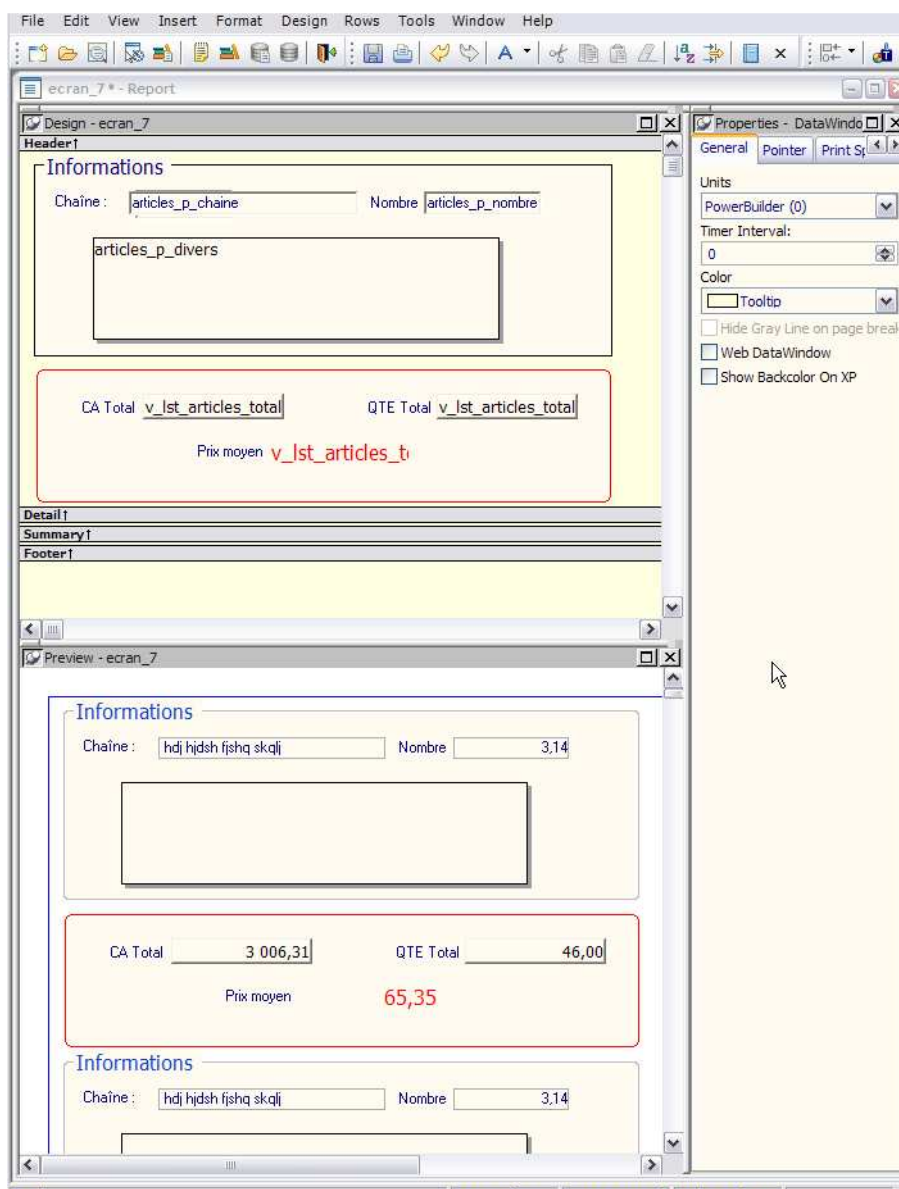 File Edit View Insert Format Design Rows Tools Window Help
ecran_7 * - Report
Design - ecran_7
Header↑
Informations
Chaîne : articles_p_chaine Nombre articles_p_nombre
articles_p_divers
CA Total v_lst_articles_total QTE Total v_lst_articles_total
Prix moyen v_lst_articles_t
Detail↑
Summary↑
Footer↑
Properties - DataWindo
General Pointer Print Sp
Units
PowerBuilder (0)
Timer Interval:
0
Color
Tooltip
Hide Gray Line on page break
Web DataWindow
Show Backcolor On XP
Preview - ecran_7
Informations
Chaîne : hdj hjdsh fjshq skqlj Nombre 3,14
CA Total 3 006,31 QTE Total 46,00
Prix moyen 65,35
Informations
Chaîne : hdj hjdsh fjshq skqlj Nombre 3,14